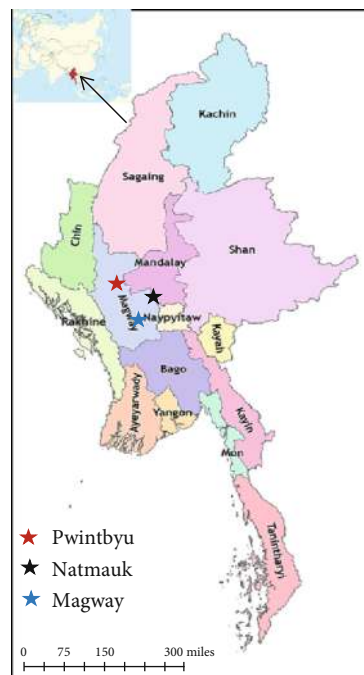 Kachin
Sagaing
Chin
Shan
Mandalay
Magway
Rakhine
Naypyitaw
Kayah
Bago
Ayeyarwady
Yangon
Kayin
Mon
Tanintharyi
Pwintbyu
Natmauk
Magway
0 75 150 300 miles